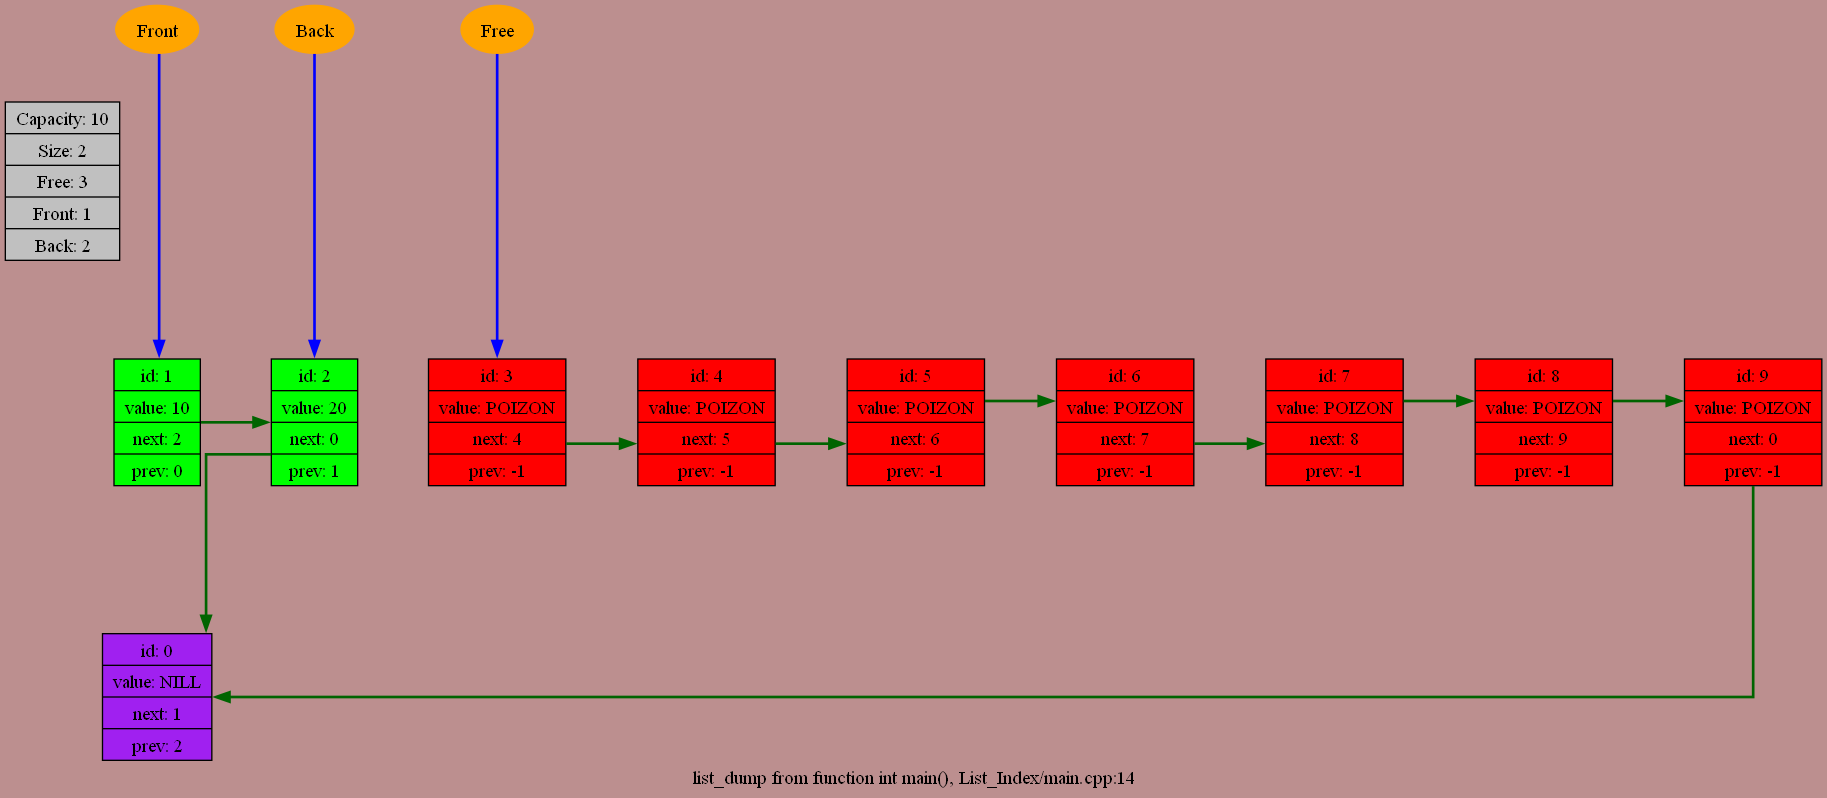 Front
Back
Free
Capacity: 10
Size: 2
Free: 3
Front: 1
Back: 2
id: 1
value: 10
next: 2
prev: 0
id: 2
value: 20
next: 0
prev: 1
id: 3
value: POIZON
next: 4
prev: -1
id: 4
value: POIZON
next: 5
prev: -1
id: 5
value: POIZON
next: 6
prev: -1
id: 6
value: POIZON
next: 7
prev: -1
id: 7
value: POIZON
next: 8
prev: -1
id: 8
value: POIZON
next: 9
prev: -1
id: 9
value: POIZON
next: 0
prev: -1
id: 0
value: NILL
next: 1
prev: 2
list_dump from function int main(), List_Index/main.cpp:14